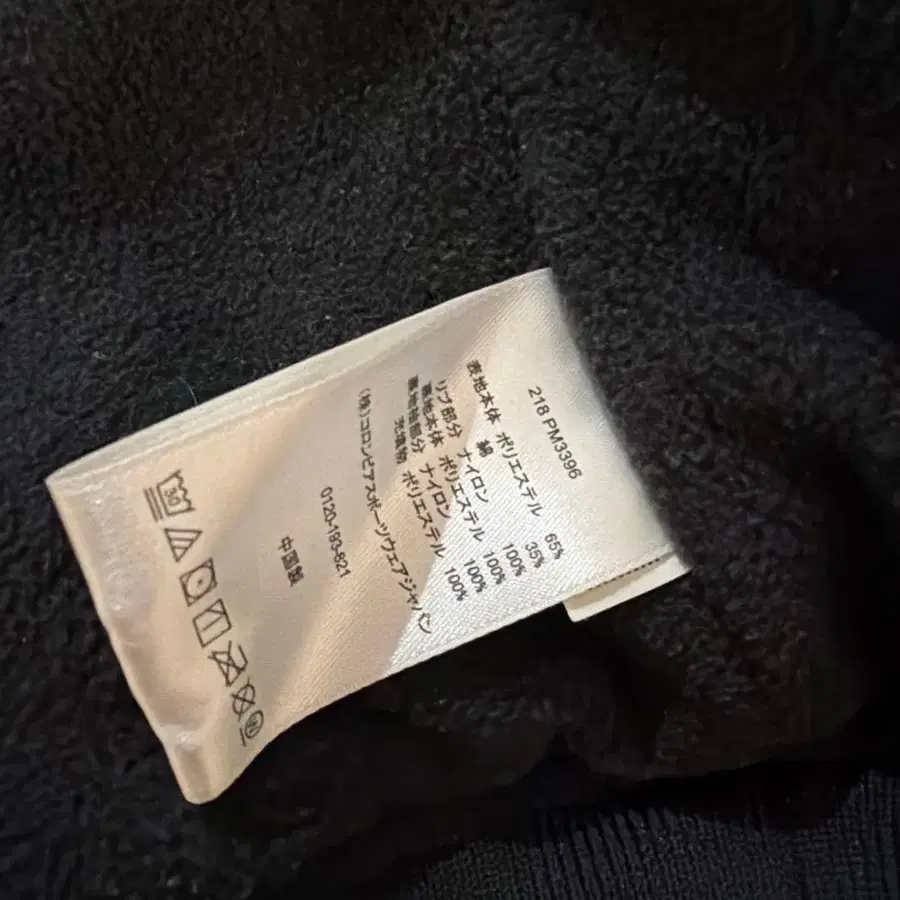 218 PM3396
表地本体 ポリエステル 65%
綿 35%
リブ部分 ナイロン 100%
裏地本体 ポリエステル 100%
裏地袖部分 ナイロン 100%
充填物 ポリエステル 100%
(株)コロンビアスポーツウェアジャパン
0120-193-821
中国製
30